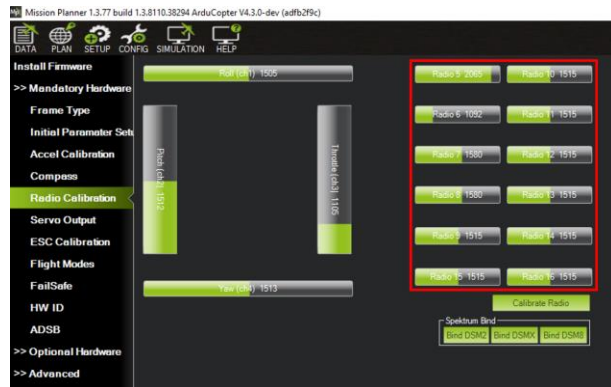 Mission Planner 1.3.77 build 1.3.8110.38294 ArduCopter V4.3.0-dev (adfb2f9c)
DATA PLAN SETUP CONFIG SIMULATION HELP
Install Firmware
>> Mandatory Hardware
Frame Type
Initial Paramater Setu
Accel Calibration
Compass
Radio Calibration
Servo Output
ESC Calibration
Flight Modes
FailSafe
HW ID
ADSB
>> Optional Hardware
>> Advanced
Roll (ch1) 1505
Pitch (ch2) 1512
Throttle (ch3) 1105
Yaw (ch4) 1513
Radio 5 2065 Radio 10 1515
Radio 6 1092 Radio 11 1515
Radio 7 1580 Radio 12 1515
Radio 8 1580 Radio 13 1515
Radio 9 1515 Radio 14 1515
Radio 15 1515 Radio 16 1515
Calibrate Radio
Spektrum Bind
Bind DSM2 Bind DSMX Bind DSM8